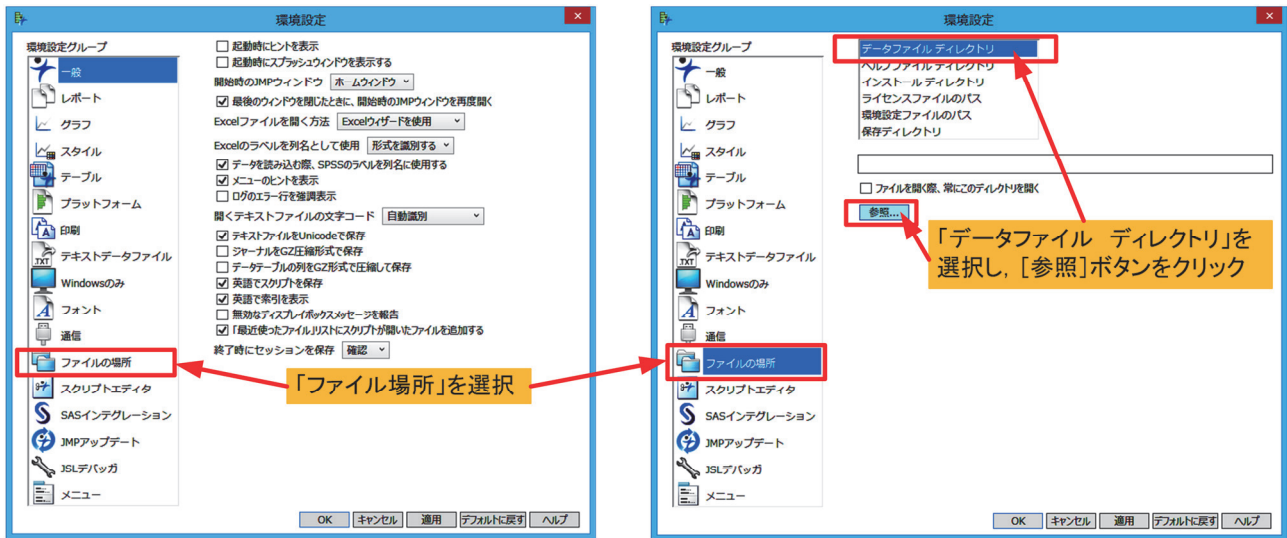 環境設定
環境設定グループ
一般
レポート
グラフ
スタイル
テーブル
プラットフォーム
印刷
テキストデータファイル
Windowsのみ
フォント
通信
ファイルの場所
スクリプトエディタ
SASインテグレーション
JMPアップデート
JSLデバッガ
メニュー
起動時にヒントを表示
起動時にスプラッシュウィンドウを表示する
開始時のJMPウィンドウ ホームウィンドウ
最後のウィンドウを閉じたときに、開始時のJMPウィンドウを再度開く
Excelファイルを開く方法 Excelウィザードを使用
Excelのラベルを列名として使用 形式を識別する
データを読み込む際、SPSSのラベルを列名に使用する
メニューのヒントを表示
ログのエラー行を強調表示
開くテキストファイルの文字コード 自動識別
テキストファイルをUnicodeで保存
ジャーナルをGZ圧縮形式で保存
データテーブルの列をGZ形式で圧縮して保存
英語でスクリプトを保存
英語で索引を表示
無効なディスプレイボックスメッセージを報告
「最近使ったファイル」リストにスクリプトが開いたファイルを追加する
終了時にセッションを保存 確認
OK キャンセル 適用 デフォルトに戻す ヘルプ
「ファイル場所」を選択
環境設定
環境設定グループ
一般
レポート
グラフ
スタイル
テーブル
プラットフォーム
印刷
テキストデータファイル
Windowsのみ
フォント
通信
ファイルの場所
スクリプトエディタ
SASインテグレーション
JMPアップデート
JSLデバッガ
メニュー
データファイル ディレクトリ
ヘルプファイル ディレクトリ
インストール ディレクトリ
ライセンスファイルのパス
環境設定ファイルのパス
保存ディレクトリ
ファイルを開く際、常にこのディレクトリを開く
参照...
「データファイル ディレクトリ」を
選択し，［参照］ボタンをクリック
OK キャンセル 適用 デフォルトに戻す ヘルプ